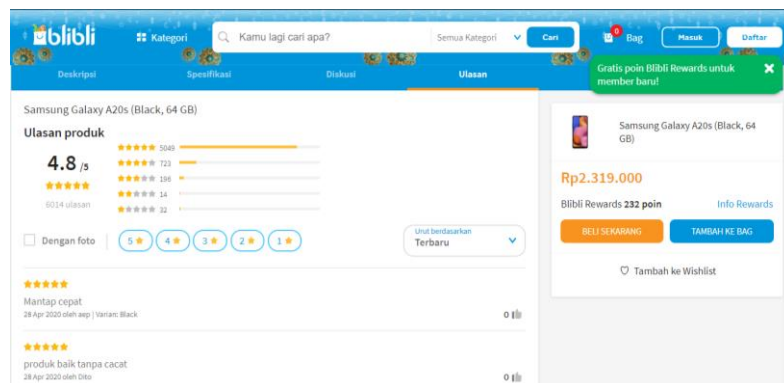 blibli
Kategori
Kamu lagi cari apa?
Semua Kategori
Cari
0
Bag
Masuk
Daftar
Deskripsi
Spesifikasi
Diskusi
Ulasan
Gratis poin Blibli Rewards untuk
member baru!
Samsung Galaxy A20s (Black, 64 GB)
Ulasan produk
4.8 /5
6014 ulasan
5049
723
196
14
32
Dengan foto
5
4
3
2
1
Urut berdasarkan
Terbaru
Mantap cepat
28 Apr 2020 oleh aep | Varian: Black
0
produk baik tanpa cacat
28 Apr 2020 oleh Dito
0
Samsung Galaxy A20s (Black, 64
GB)
Rp2.319.000
Blibli Rewards 232 poin
Info Rewards
BELI SEKARANG
TAMBAH KE BAG
Tambah ke Wishlist